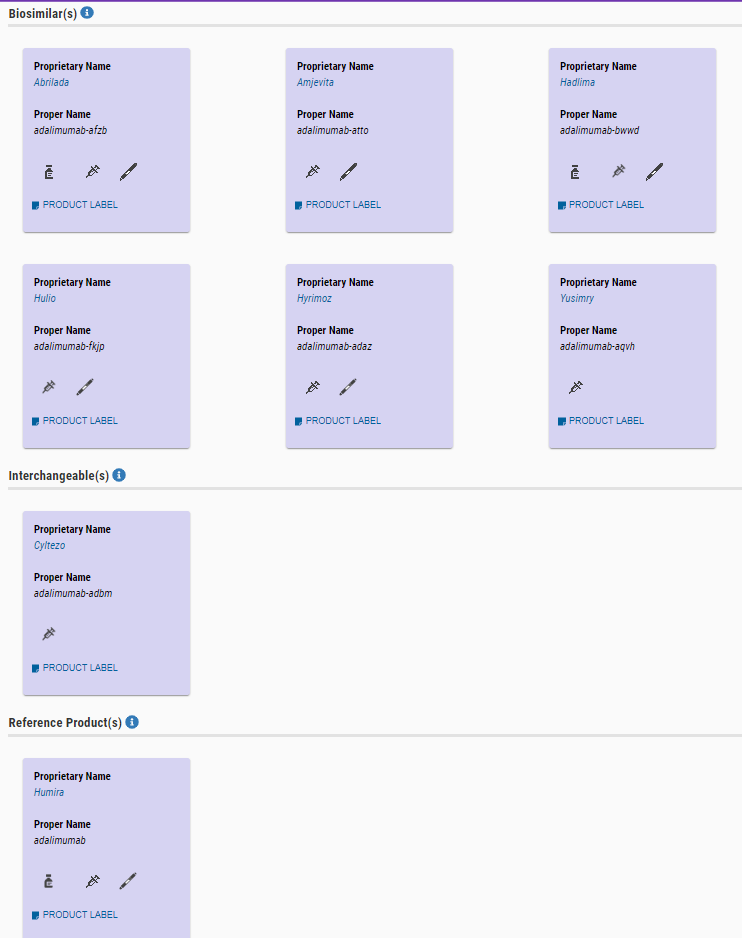 Biosimilar(s)
Proprietary Name
Abrilada
Proper Name
adalimumab-afzb
PRODUCT LABEL
Proprietary Name
Amjevita
Proper Name
adalimumab-atto
PRODUCT LABEL
Proprietary Name
Hadlima
Proper Name
adalimumab-bwwd
PRODUCT LABEL
Proprietary Name
Hulio
Proper Name
adalimumab-fkjp
PRODUCT LABEL
Proprietary Name
Hyrimoz
Proper Name
adalimumab-adaz
PRODUCT LABEL
Proprietary Name
Yusimry
Proper Name
adalimumab-aqvh
PRODUCT LABEL
Interchangeable(s)
Proprietary Name
Cyltezo
Proper Name
adalimumab-adbm
PRODUCT LABEL
Reference Product(s)
Proprietary Name
Humira
Proper Name
adalimumab
PRODUCT LABEL